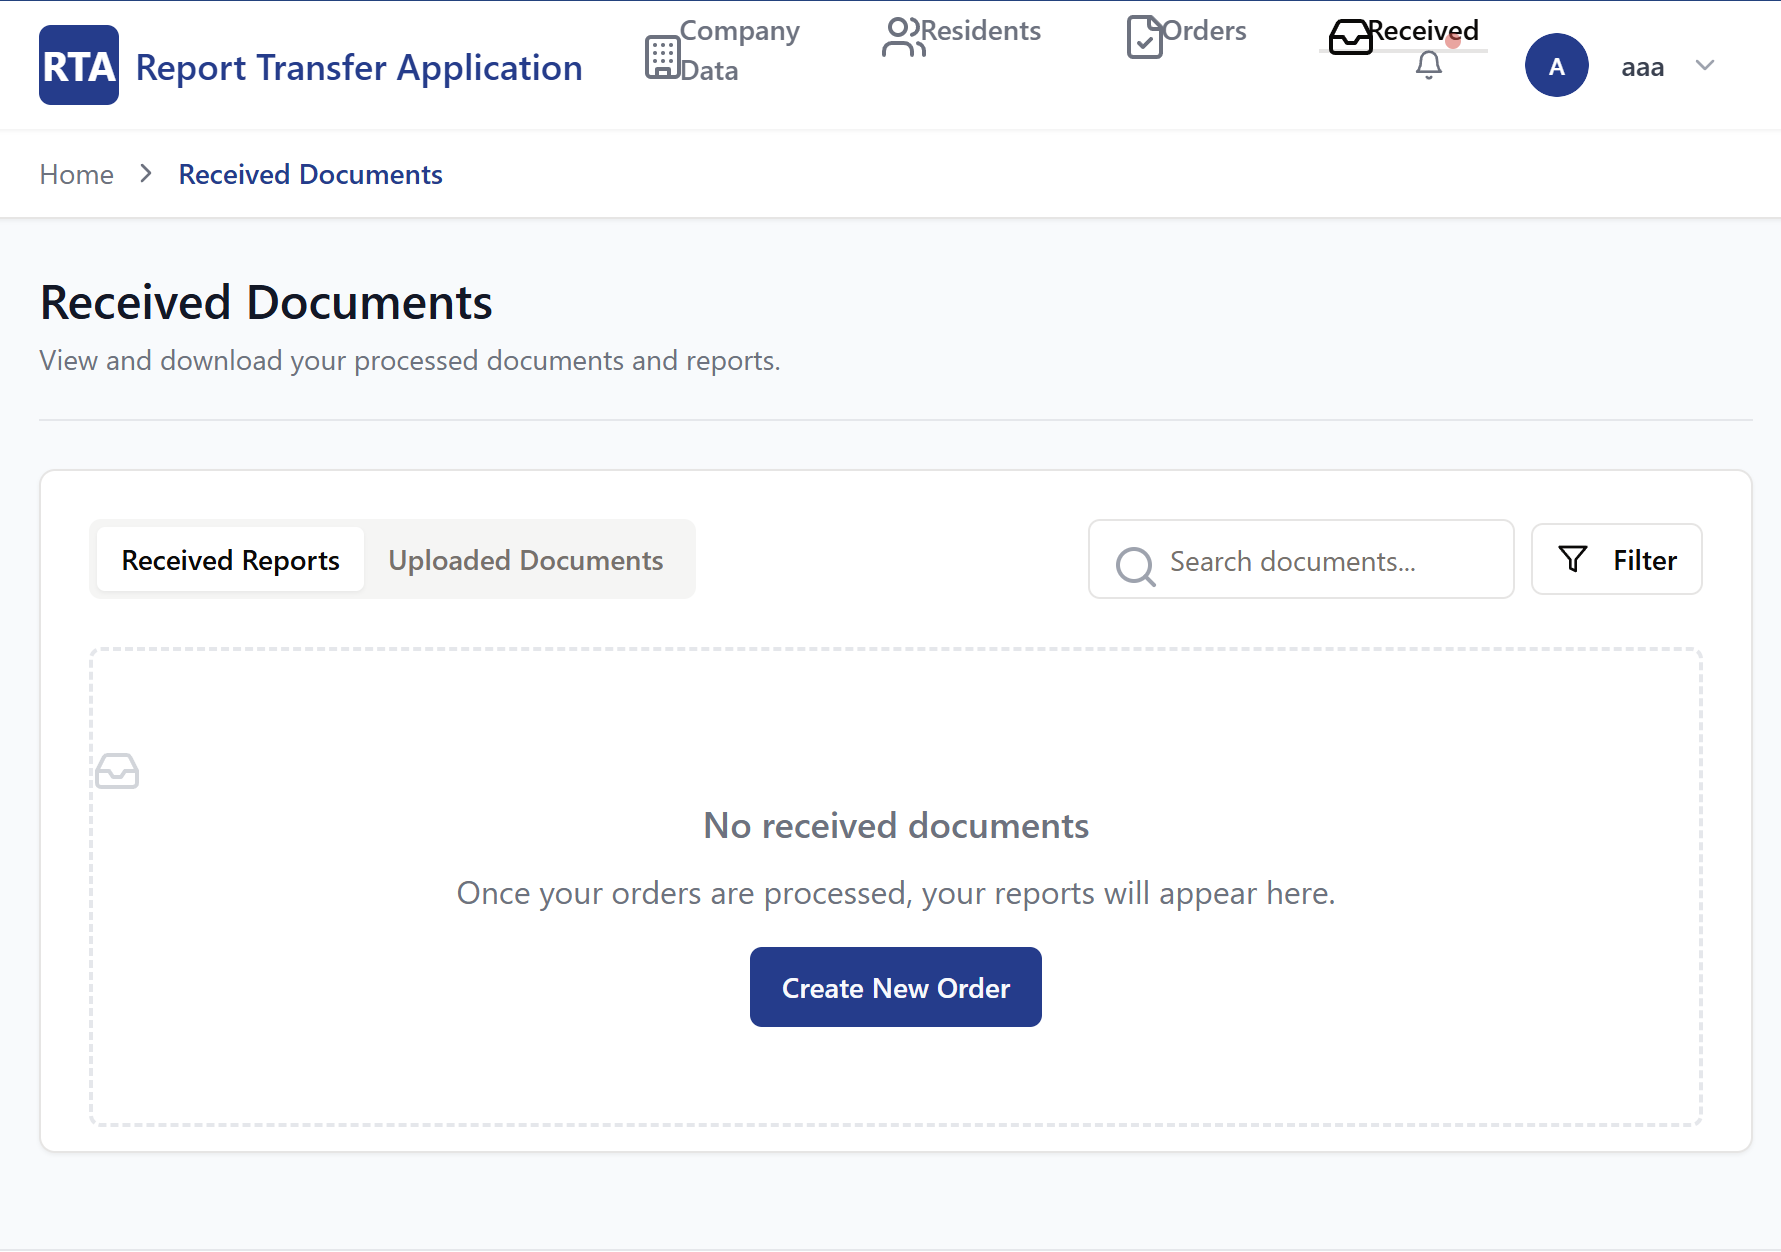 RTA
Report Transfer Application
Company
Data
Residents
Orders
Received
A
aaa
Home
Received Documents
Received Documents
View and download your processed documents and reports.
Received Reports
Uploaded Documents
Search documents...
Filter
No received documents
Once your orders are processed, your reports will appear here.
Create New Order